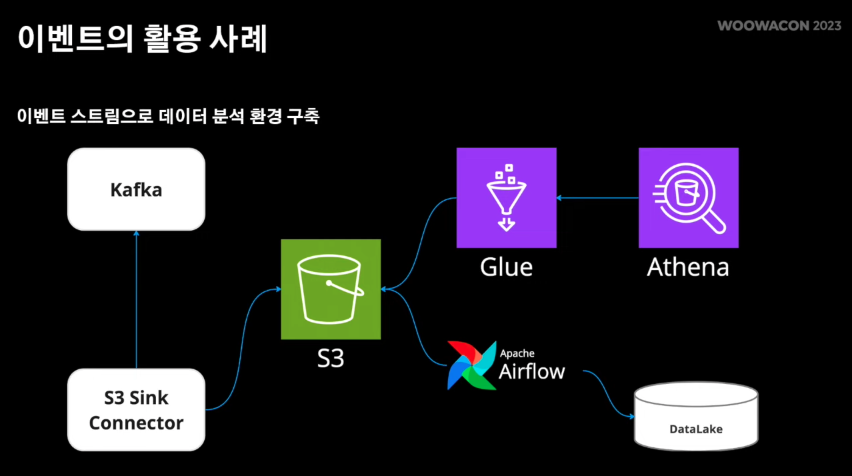 이벤트의 활용 사례
WOOWACON 2023
이벤트 스트림으로 데이터 분석 환경 구축
Kafka
Glue
Athena
S3
Apache
Airflow
S3 Sink
Connector
DataLake